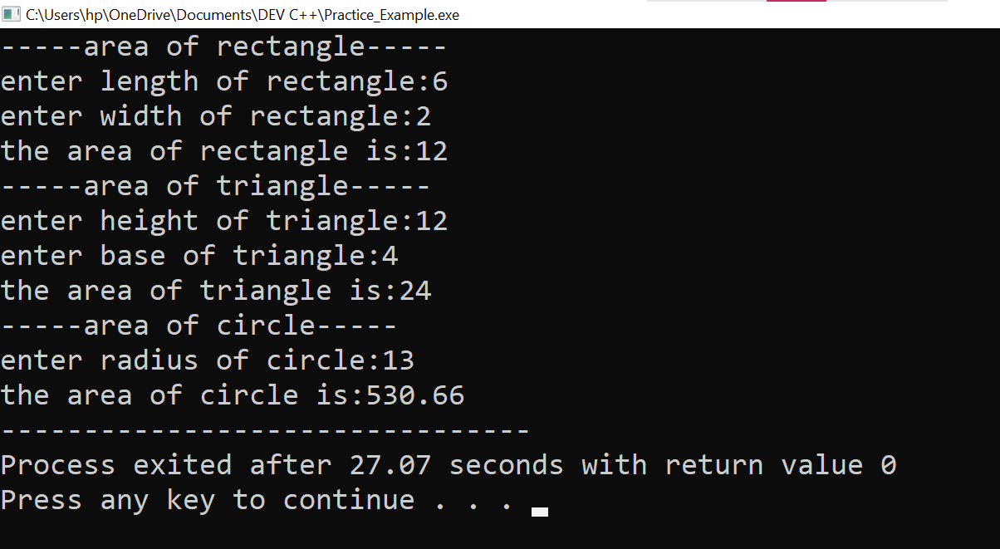 C:\Users\hp\OneDrive\Documents\DEV C++\Practice_Example.exe
-----area of rectangle-----
enter length of rectangle:6
enter width of rectangle:2
the area of rectangle is:12
-----area of triangle-----
enter height of triangle:12
enter base of triangle:4
the area of triangle is:24
-----area of circle-----
enter radius of circle:13
the area of circle is:530.66
--------------------------------
Process exited after 27.07 seconds with return value 0
Press any key to continue . . .